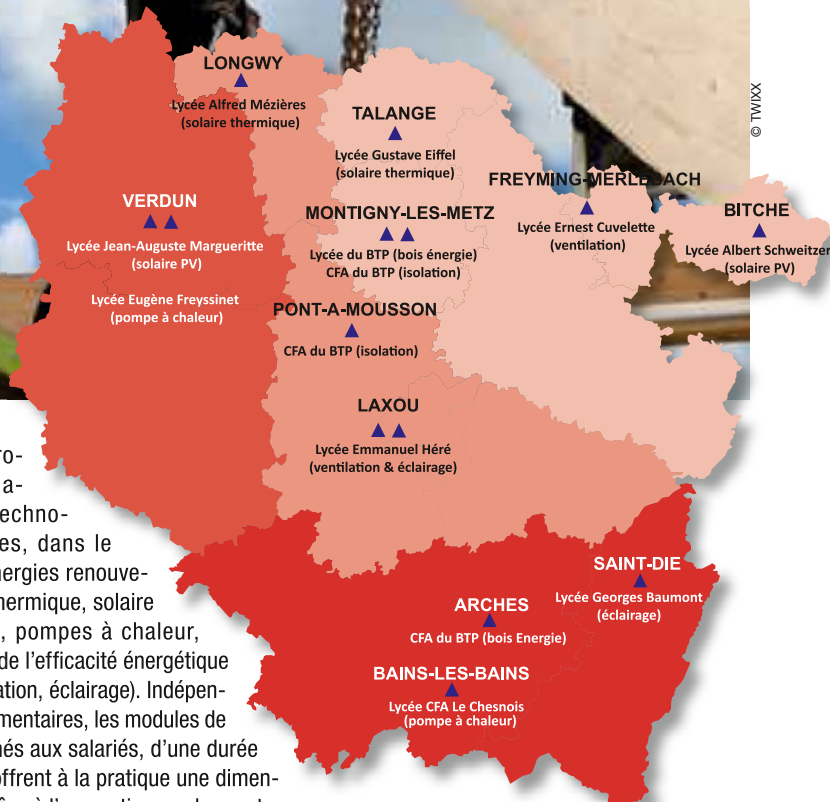 LONGWY
Lycée Alfred Mézières
(solaire thermique)
TALANGE
Lycée Gustave Eiffel
(solaire thermique)
FREYMING-MERLEBACH
Lycée Ernest Cuvelette
(ventilation)
BITCHE
Lycée Albert Schweitzer
(solaire PV)
VERDUN
Lycée Jean-Auguste Margueritte
(solaire PV)
Lycée Eugène Freyssinet
(pompe à chaleur)
MONTIGNY-LES-METZ
Lycée du BTP (bois énergie)
CFA du BTP (isolation)
PONT-A-MOUSSON
CFA du BTP (isolation)
LAXOU
Lycée Emmanuel Héré
(ventilation & éclairage)
SAINT-DIE
Lycée Georges Baumont
(éclairage)
ARCHES
CFA du BTP (bois Energie)
BAINS-LES-BAINS
Lycée CFA Le Chesnois
(pompe à chaleur)
© TWIXX
ro-
a-
echno-
es, dans le
nergies renouve-
hermique, solaire
, pompes à chaleur,
de l'efficacité énergétique
ation, éclairage). Indépen-
mentaires, les modules de
nés aux salariés, d'une durée
offrent à la pratique une dimen-